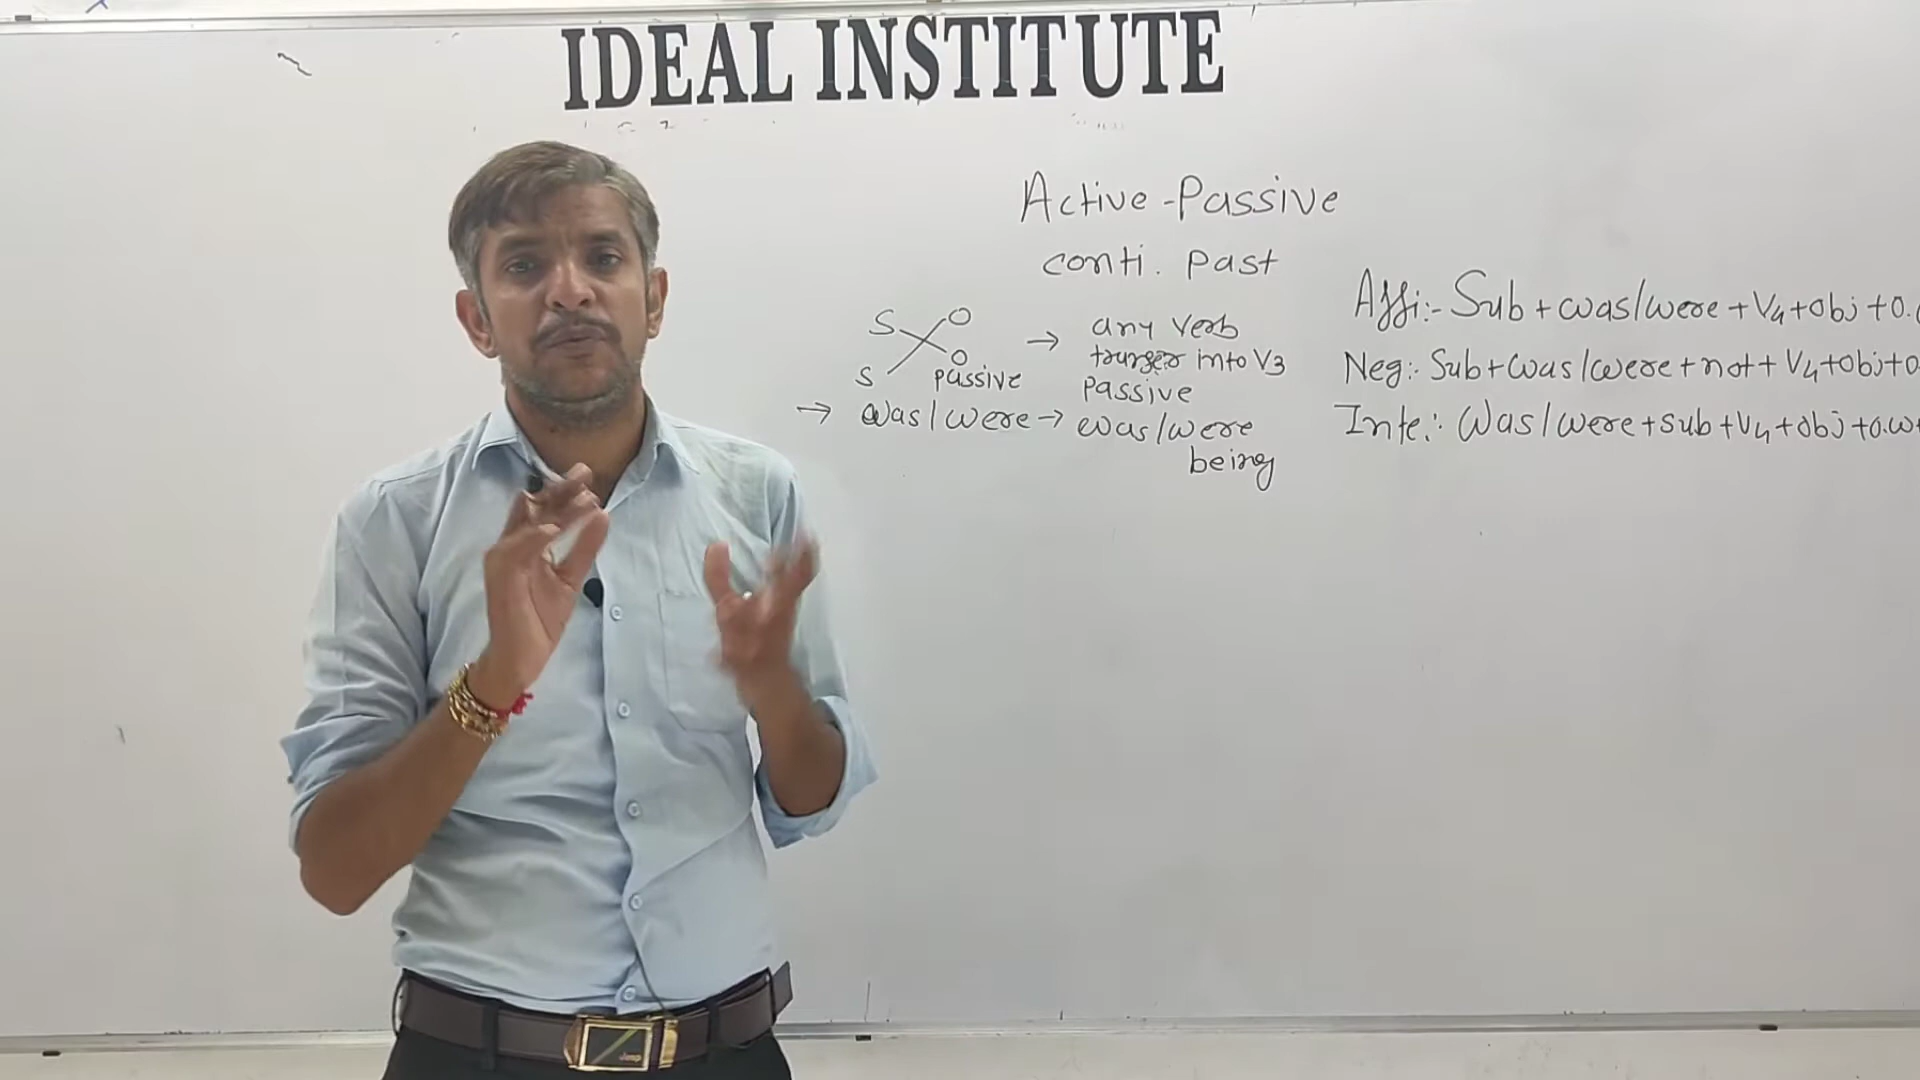 IDEAL INSTITUTE
Active-Passive
conti. past
S O
S O
passive
→ any verb
into V3
passive
→ was/were → was/were
being
Affi:- Sub+was/were+V4+obj+o.
Neg:- Sub+was/were+not+V4+obj+o
Inte:- Was/were+sub+V4+obj+o.w+
Jeep